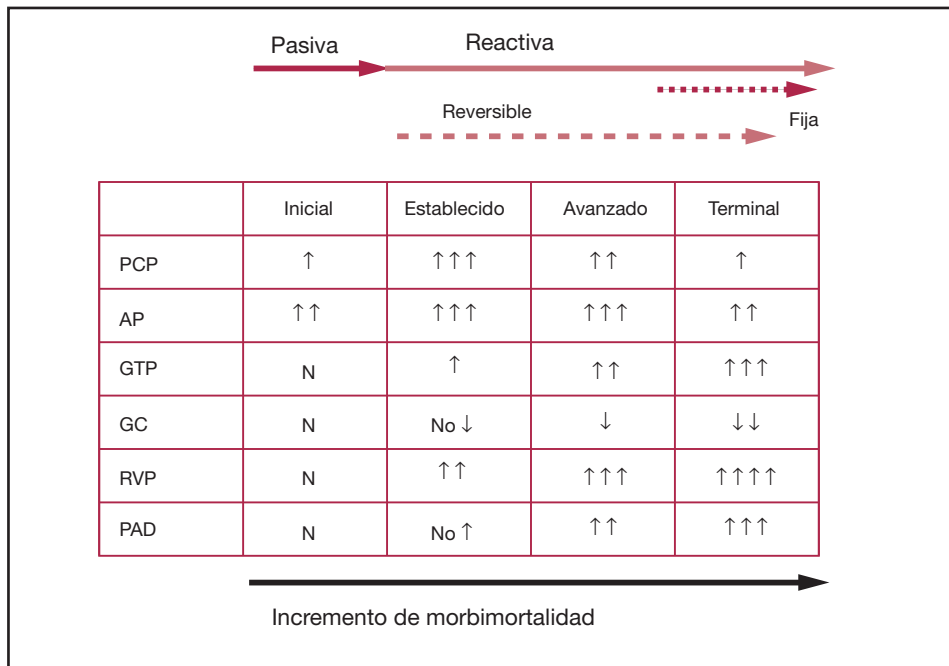 Pasiva Reactiva
Reversible Fija
Inicial Establecido Avanzado Terminal
PCP ↑ ↑↑↑ ↑↑ ↑
AP ↑↑ ↑↑↑ ↑↑↑ ↑↑
GTP N ↑ ↑↑ ↑↑↑
GC N No ↓ ↓ ↓↓
RVP N ↑↑ ↑↑↑ ↑↑↑↑
PAD N No ↑ ↑↑ ↑↑↑
Incremento de morbimortalidad